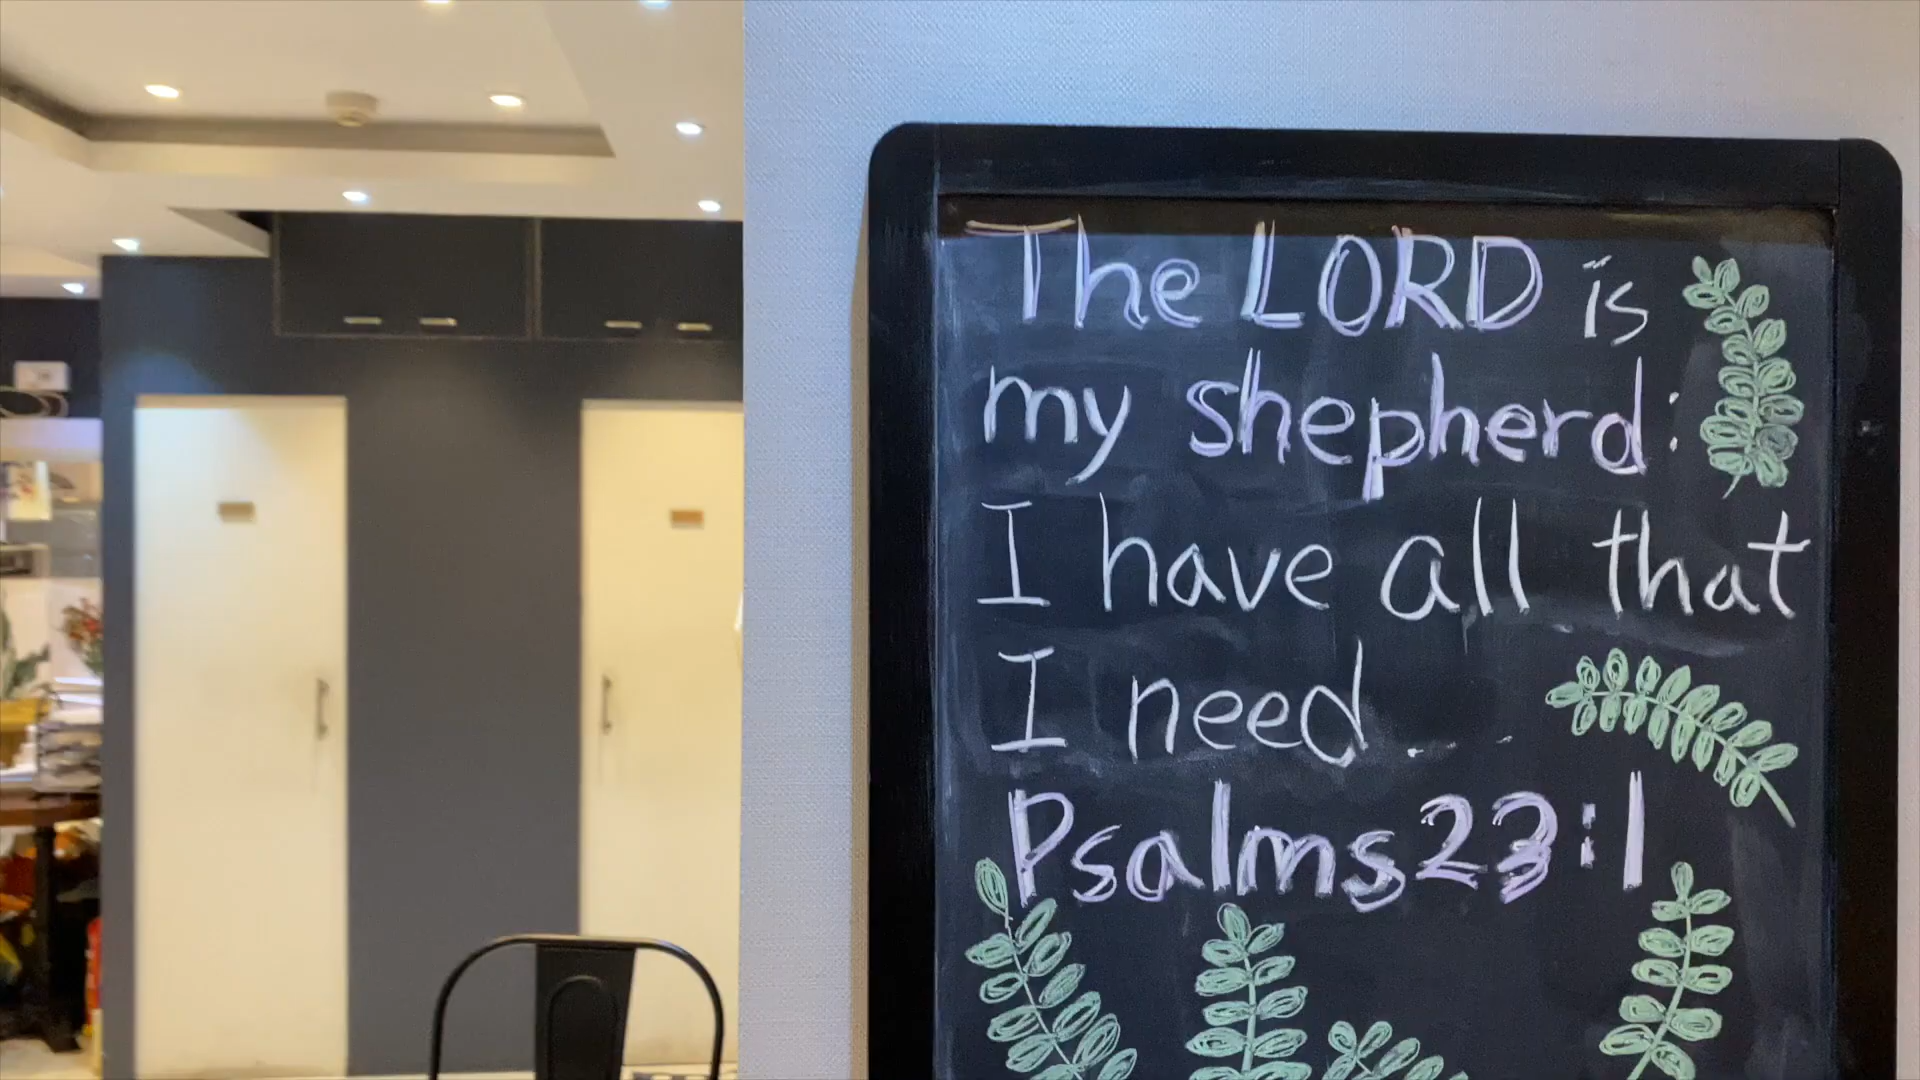 The LORD is
my shepherd:
I have all that
I need...
Psalms 23:1